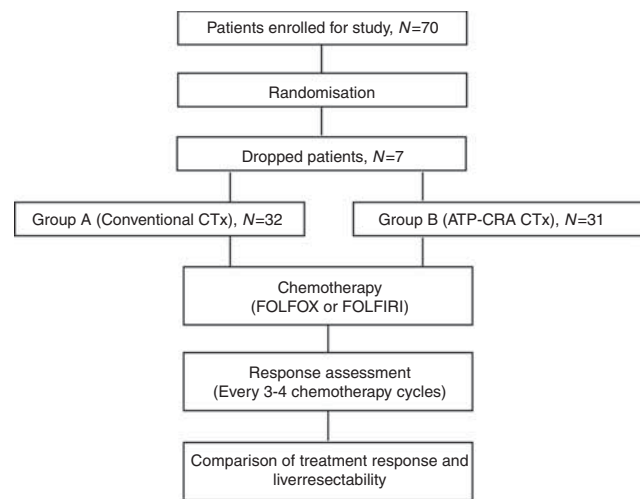 Patients enrolled for study, N=70
Randomisation
Dropped patients, N=7
Group A (Conventional CTx), N=32
Group B (ATP-CRA CTx), N=31
Chemotherapy
(FOLFOX or FOLFIRI)
Response assessment
(Every 3-4 chemotherapy cycles)
Comparison of treatment response and
liverresectability